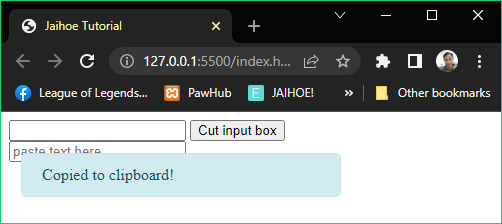 Jaihoe Tutorial
127.0.0.1:5500/index.h...
League of Legends...
PawHub
JAIHOE!
Other bookmarks
Cut input box
paste text here
Copied to clipboard!